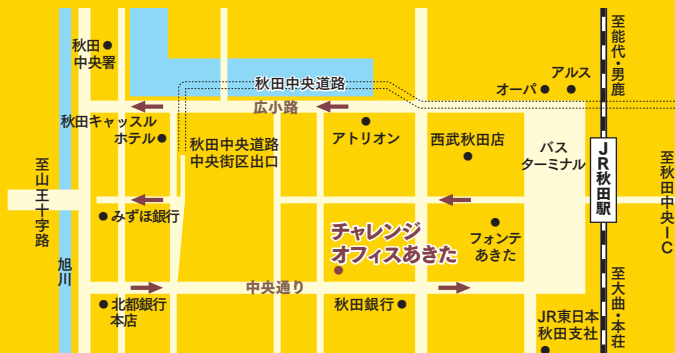 秋田
中央署
至能代・男鹿
アルス
オーパ
秋田中央道路
広小路
秋田キャッスル
ホテル
秋田中央道路
中央街区出口
アトリオン
西武秋田店
バス
ターミナル
JR秋田駅
至秋田中央IC
至山王十字路
みずほ銀行
チャレンジ
オフィスあきた
フォンテ
あきた
旭川
中央通り
至大曲・本荘
北都銀行
本店
秋田銀行
JR東日本
秋田支社